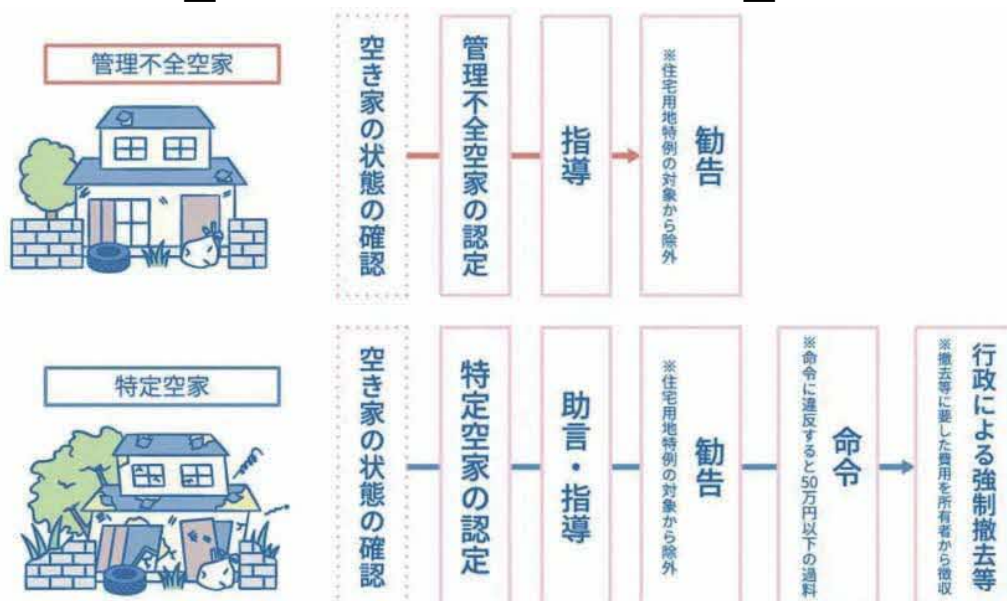 管理不全空家
空き家の状態の確認
管理不全空家の認定
指導
勧告
※住宅用地特例の対象から除外
特定空家
空き家の状態の確認
特定空家の認定
助言・指導
勧告
※住宅用地特例の対象から除外
命令
※命令に違反すると50万円以下の過料
行政による強制撤去等
※撤去等に要した費用を所有者から徴収